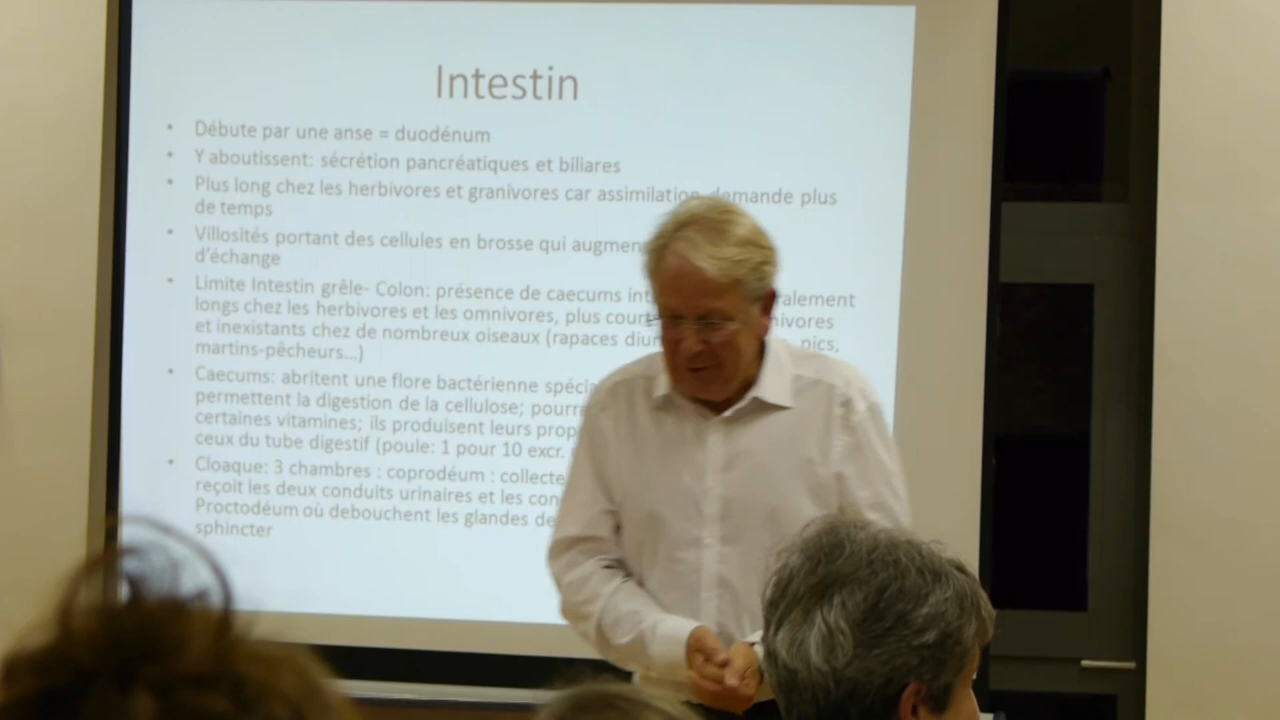 Intestin
• Débute par une anse = duodénum
• Y aboutissent: sécrétion pancréatiques et biliares
• Plus long chez les herbivores et granivores car assimilation demande plus
de temps
• Villosités portant des cellules en brosse qui augmen
d'échange
• Limite Intestin grêle- Colon: présence de caecums int ralement
longs chez les herbivores et les omnivores, plus court nivores
et inexistants chez de nombreux oiseaux (rapaces diur pics,
martins-pêcheurs...)
• Caecums: abritent une flore bactérienne spécia
permettent la digestion de la cellulose; pourra
certaines vitamines; ils produisent leurs prop
ceux du tube digestif (poule: 1 pour 10 excr.
• Cloaque: 3 chambres : coprodéum : collecte
reçoit les deux conduits urinaires et les con
Proctodéum où debouchent les glandes de
sphincter